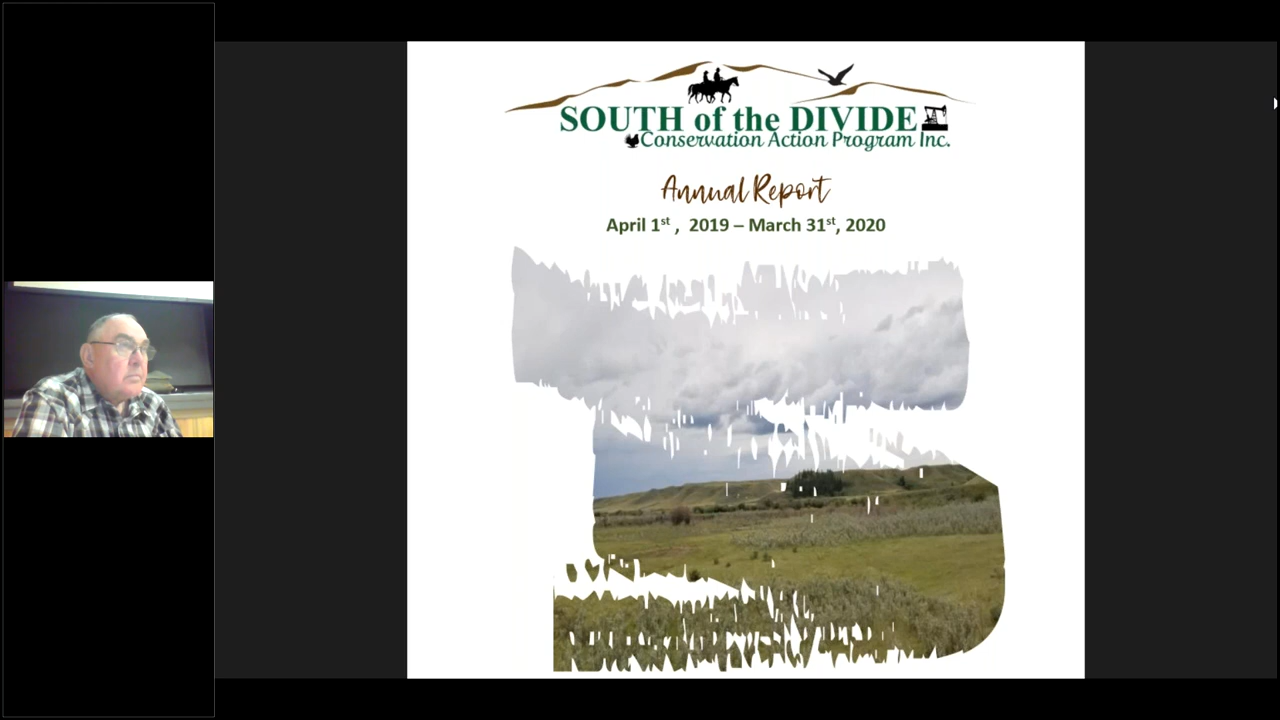 SOUTH of the DIVIDE
Conservation Action Program Inc.
Annual Report
April 1st , 2019 – March 31st, 2020